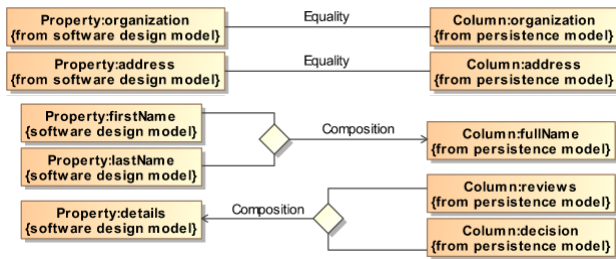 Property:organization
{from software design model}
Equality
Column:organization
{from persistence model}
Property:address
{from software design model}
Equality
Column:address
{from persistence model}
Property:firstName
{software design model}
Property:lastName
{software design model}
Composition
Column:fullName
{from persistence model}
Property:details
{software design model}
Composition
Column:reviews
{from persistence model}
Column:decision
{from persistence model}